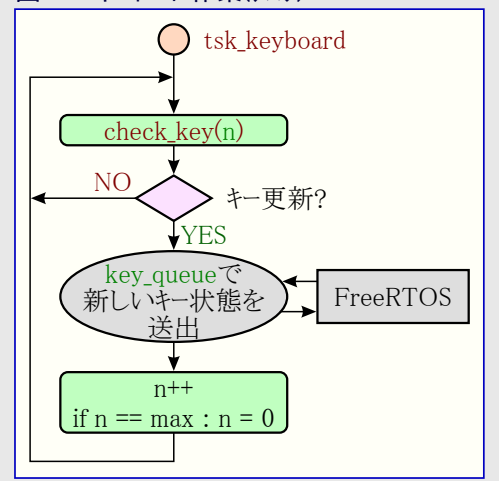 tsk_keyboard
check_key(n)
NO
キー更新?
YES
key_queueで
新しいキー状態を
送出
FreeRTOS
n++
if n == max : n = 0